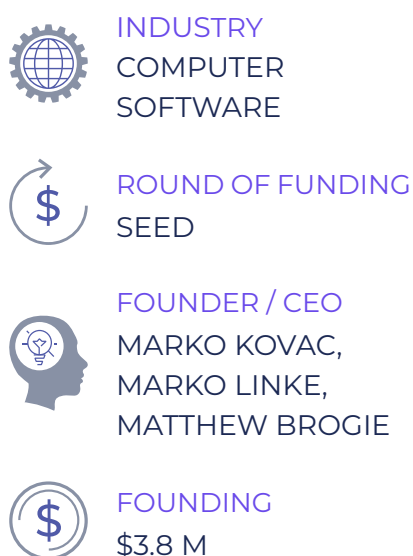 INDUSTRY
COMPUTER
SOFTWARE
$
ROUND OF FUNDING
SEED
FOUNDER / CEO
MARKO KOVAC,
MARKO LINKE,
MATTHEW BROGIE
$
FOUNDING
$3.8 M